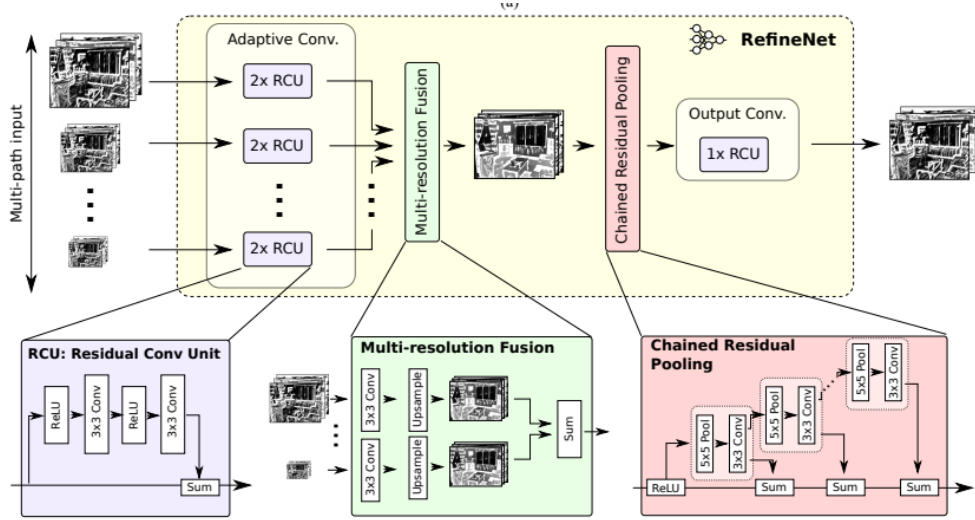 (a)
Multi-path input
Adaptive Conv.
2x RCU
2x RCU
2x RCU
Multi-resolution Fusion
Chained Residual Pooling
RefineNet
Output Conv.
1x RCU
RCU: Residual Conv Unit
ReLU
3x3 Conv
ReLU
3x3 Conv
Sum
Multi-resolution Fusion
3x3 Conv
Upsample
3x3 Conv
Upsample
Sum
Chained Residual
Pooling
ReLU
5x5 Pool
3x3 Conv
5x5 Pool
3x3 Conv
5x5 Pool
3x3 Conv
Sum
Sum
Sum